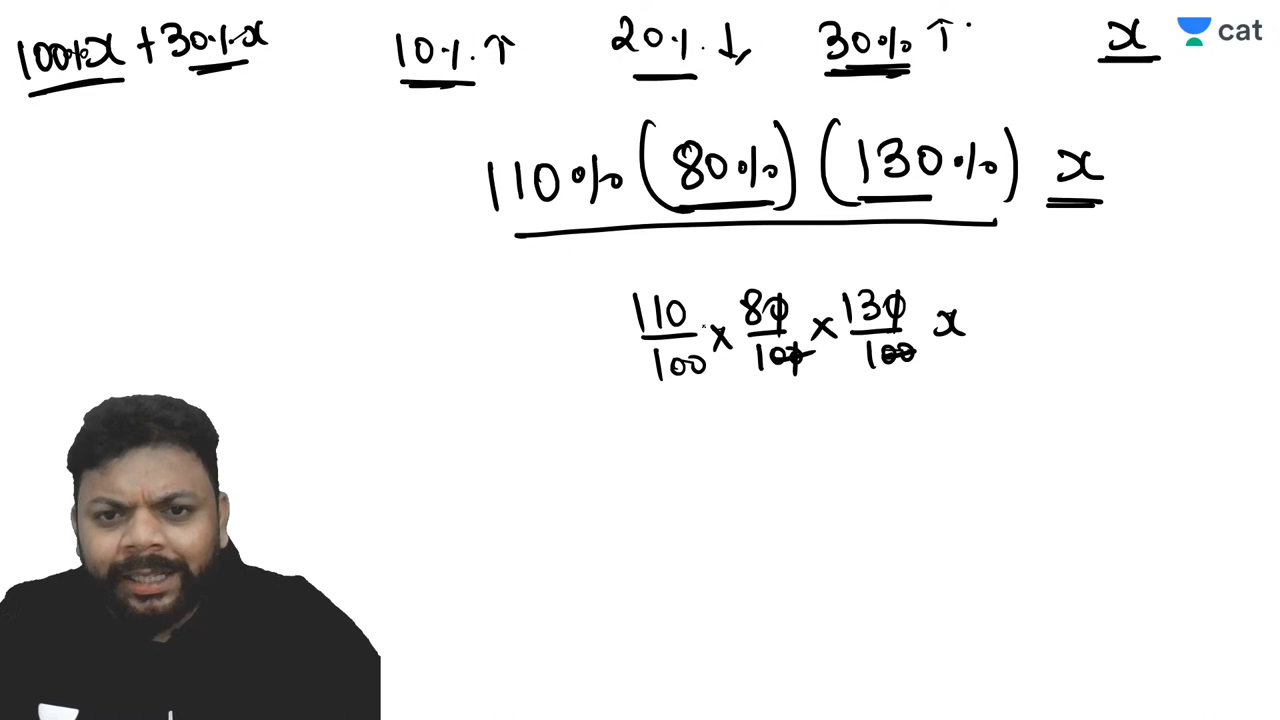 100%x + 30%x 10% ↑ 20% ↓ 30% ↑ x cat
110% (80%) (130%) x
110/100 × 80/100 × 130/100 x